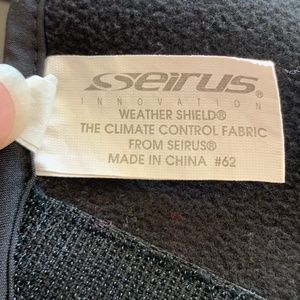 seirus®
INNOVATION
WEATHER SHIELD®
THE CLIMATE CONTROL FABRIC
FROM SEIRUS®
MADE IN CHINA #62